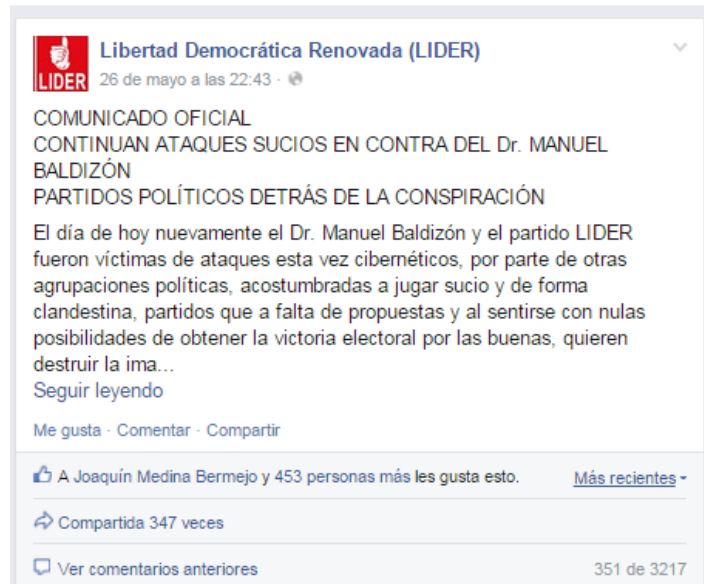 LIDER
Libertad Democrática Renovada (LIDER)
26 de mayo a las 22:43 ·
COMUNICADO OFICIAL
CONTINUAN ATAQUES SUCIOS EN CONTRA DEL Dr. MANUEL
BALDIZÓN
PARTIDOS POLÍTICOS DETRÁS DE LA CONSPIRACIÓN
El día de hoy nuevamente el Dr. Manuel Baldizón y el partido LIDER
fueron víctimas de ataques esta vez cibernéticos, por parte de otras
agrupaciones políticas, acostumbradas a jugar sucio y de forma
clandestina, partidos que a falta de propuestas y al sentirse con nulas
posibilidades de obtener la victoria electoral por las buenas, quieren
destruir la ima...
Seguir leyendo
Me gusta · Comentar · Compartir
A Joaquín Medina Bermejo y 453 personas más les gusta esto. Más recientes
Compartida 347 veces
Ver comentarios anteriores 351 de 3217